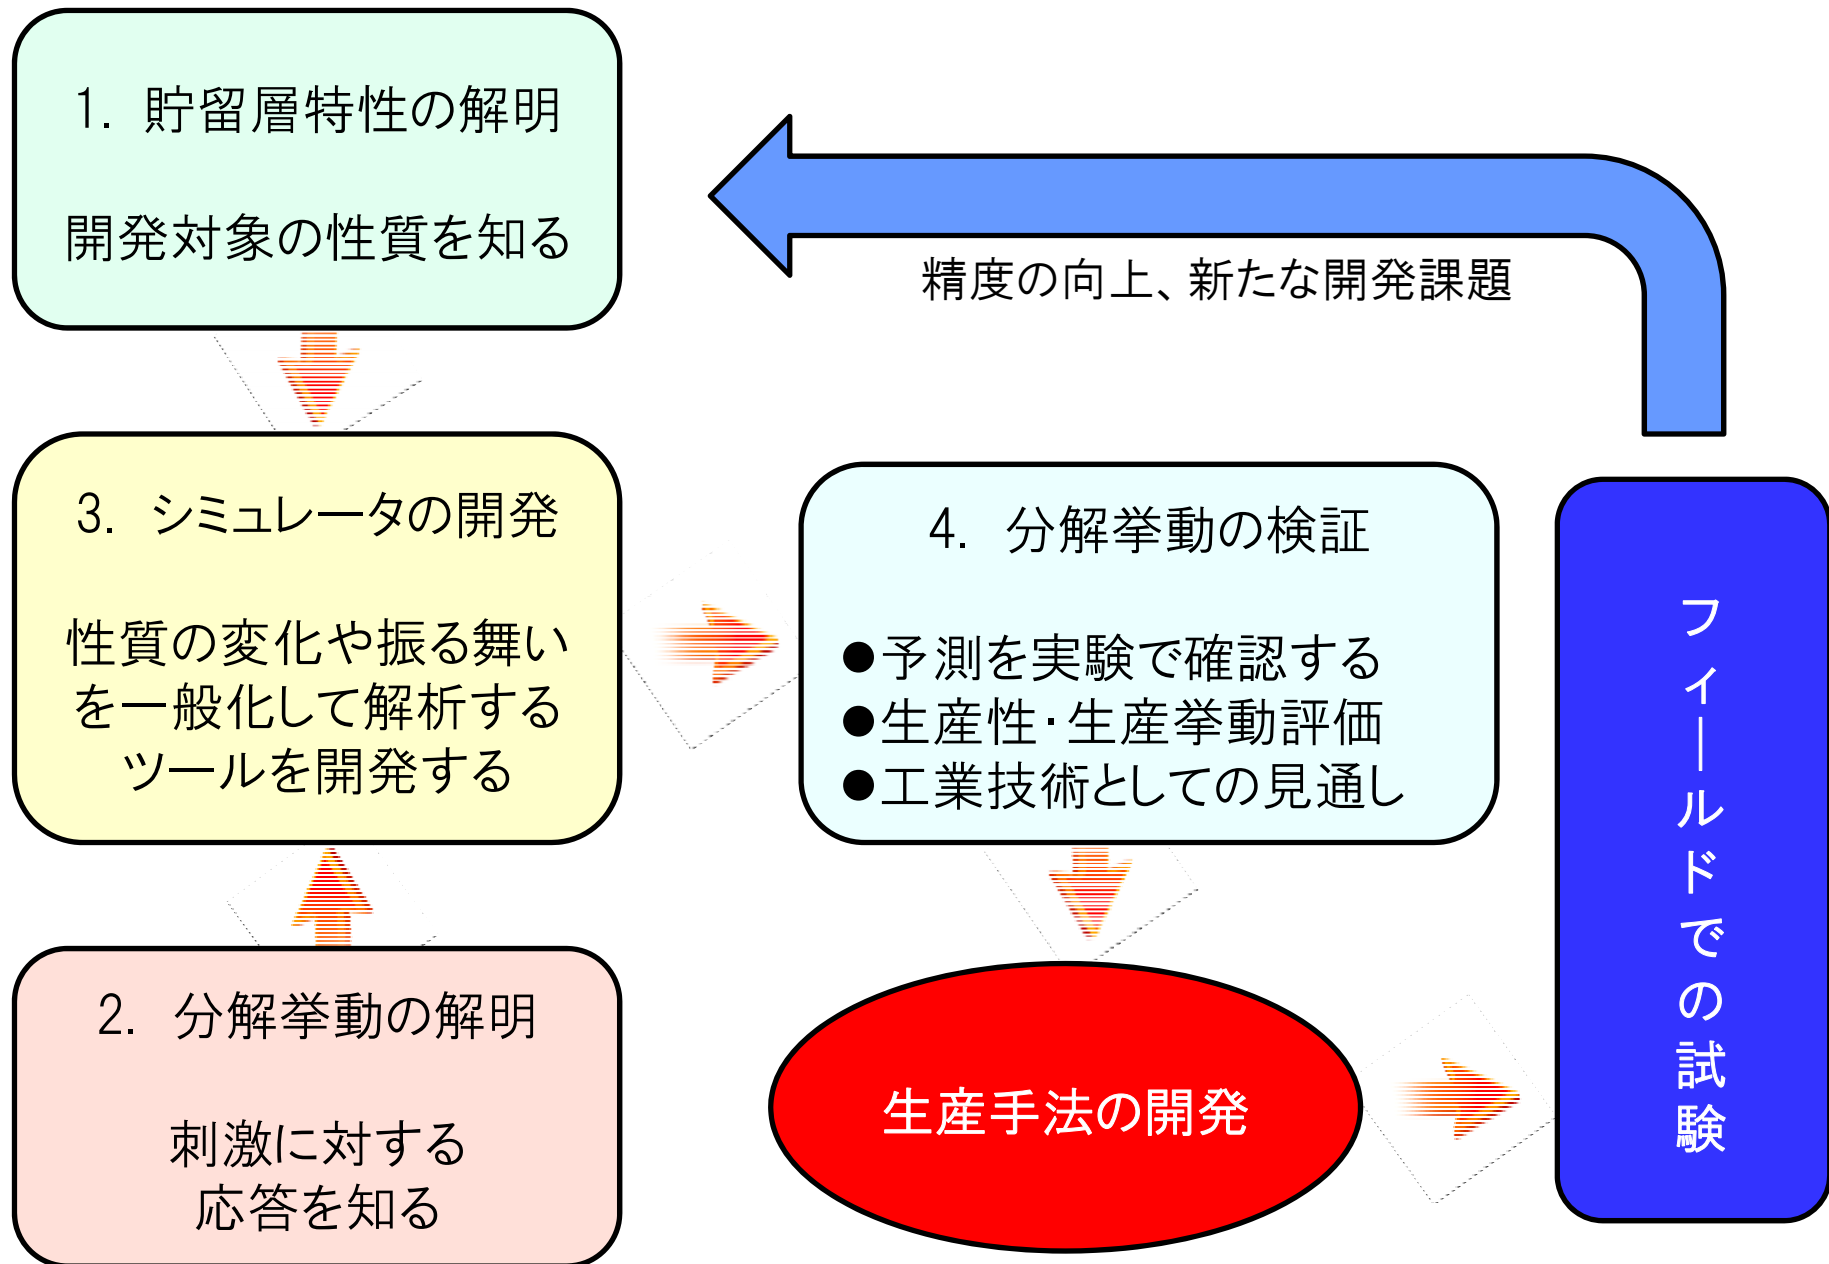 1. 貯留層特性の解明
開発対象の性質を知る
精度の向上、新たな開発課題
3. シミュレータの開発
性質の変化や振る舞い
を一般化して解析する
ツールを開発する
4. 分解挙動の検証
●予測を実験で確認する
●生産性・生産挙動評価
●工業技術としての見通し
2. 分解挙動の解明
刺激に対する
応答を知る
生産手法の開発
フィールドでの試験